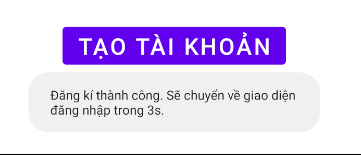 TẠO TÀI KHOẢN
Đăng kí thành công. Sẽ chuyển về giao diện
đăng nhập trong 3s.